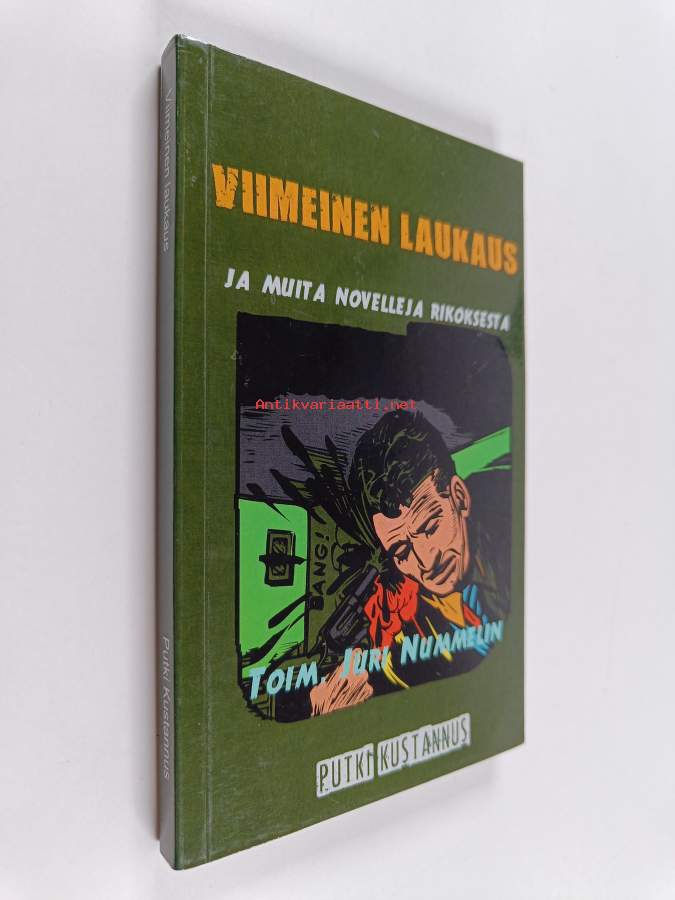 Viimeinen laukaus
Putki Kustannus
VIIMEINEN LAUKAUS
JA MUITA NOVELLEJA RIKOKSESTA
Antikvariaatti.net
BANG!
TOIM. JURI NUMMELIN
PUTKI KUSTANNUS